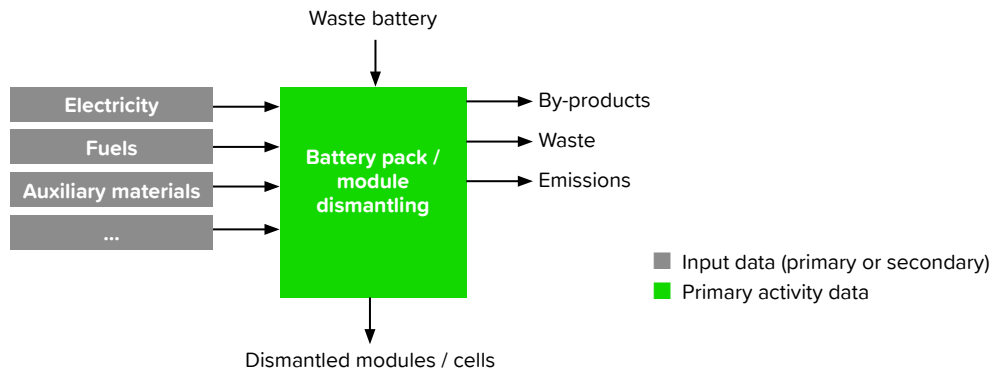 Waste battery
Electricity
Fuels
Auxiliary materials
...
Battery pack /
module
dismantling
By-products
Waste
Emissions
Input data (primary or secondary)
Primary activity data
Dismantled modules / cells